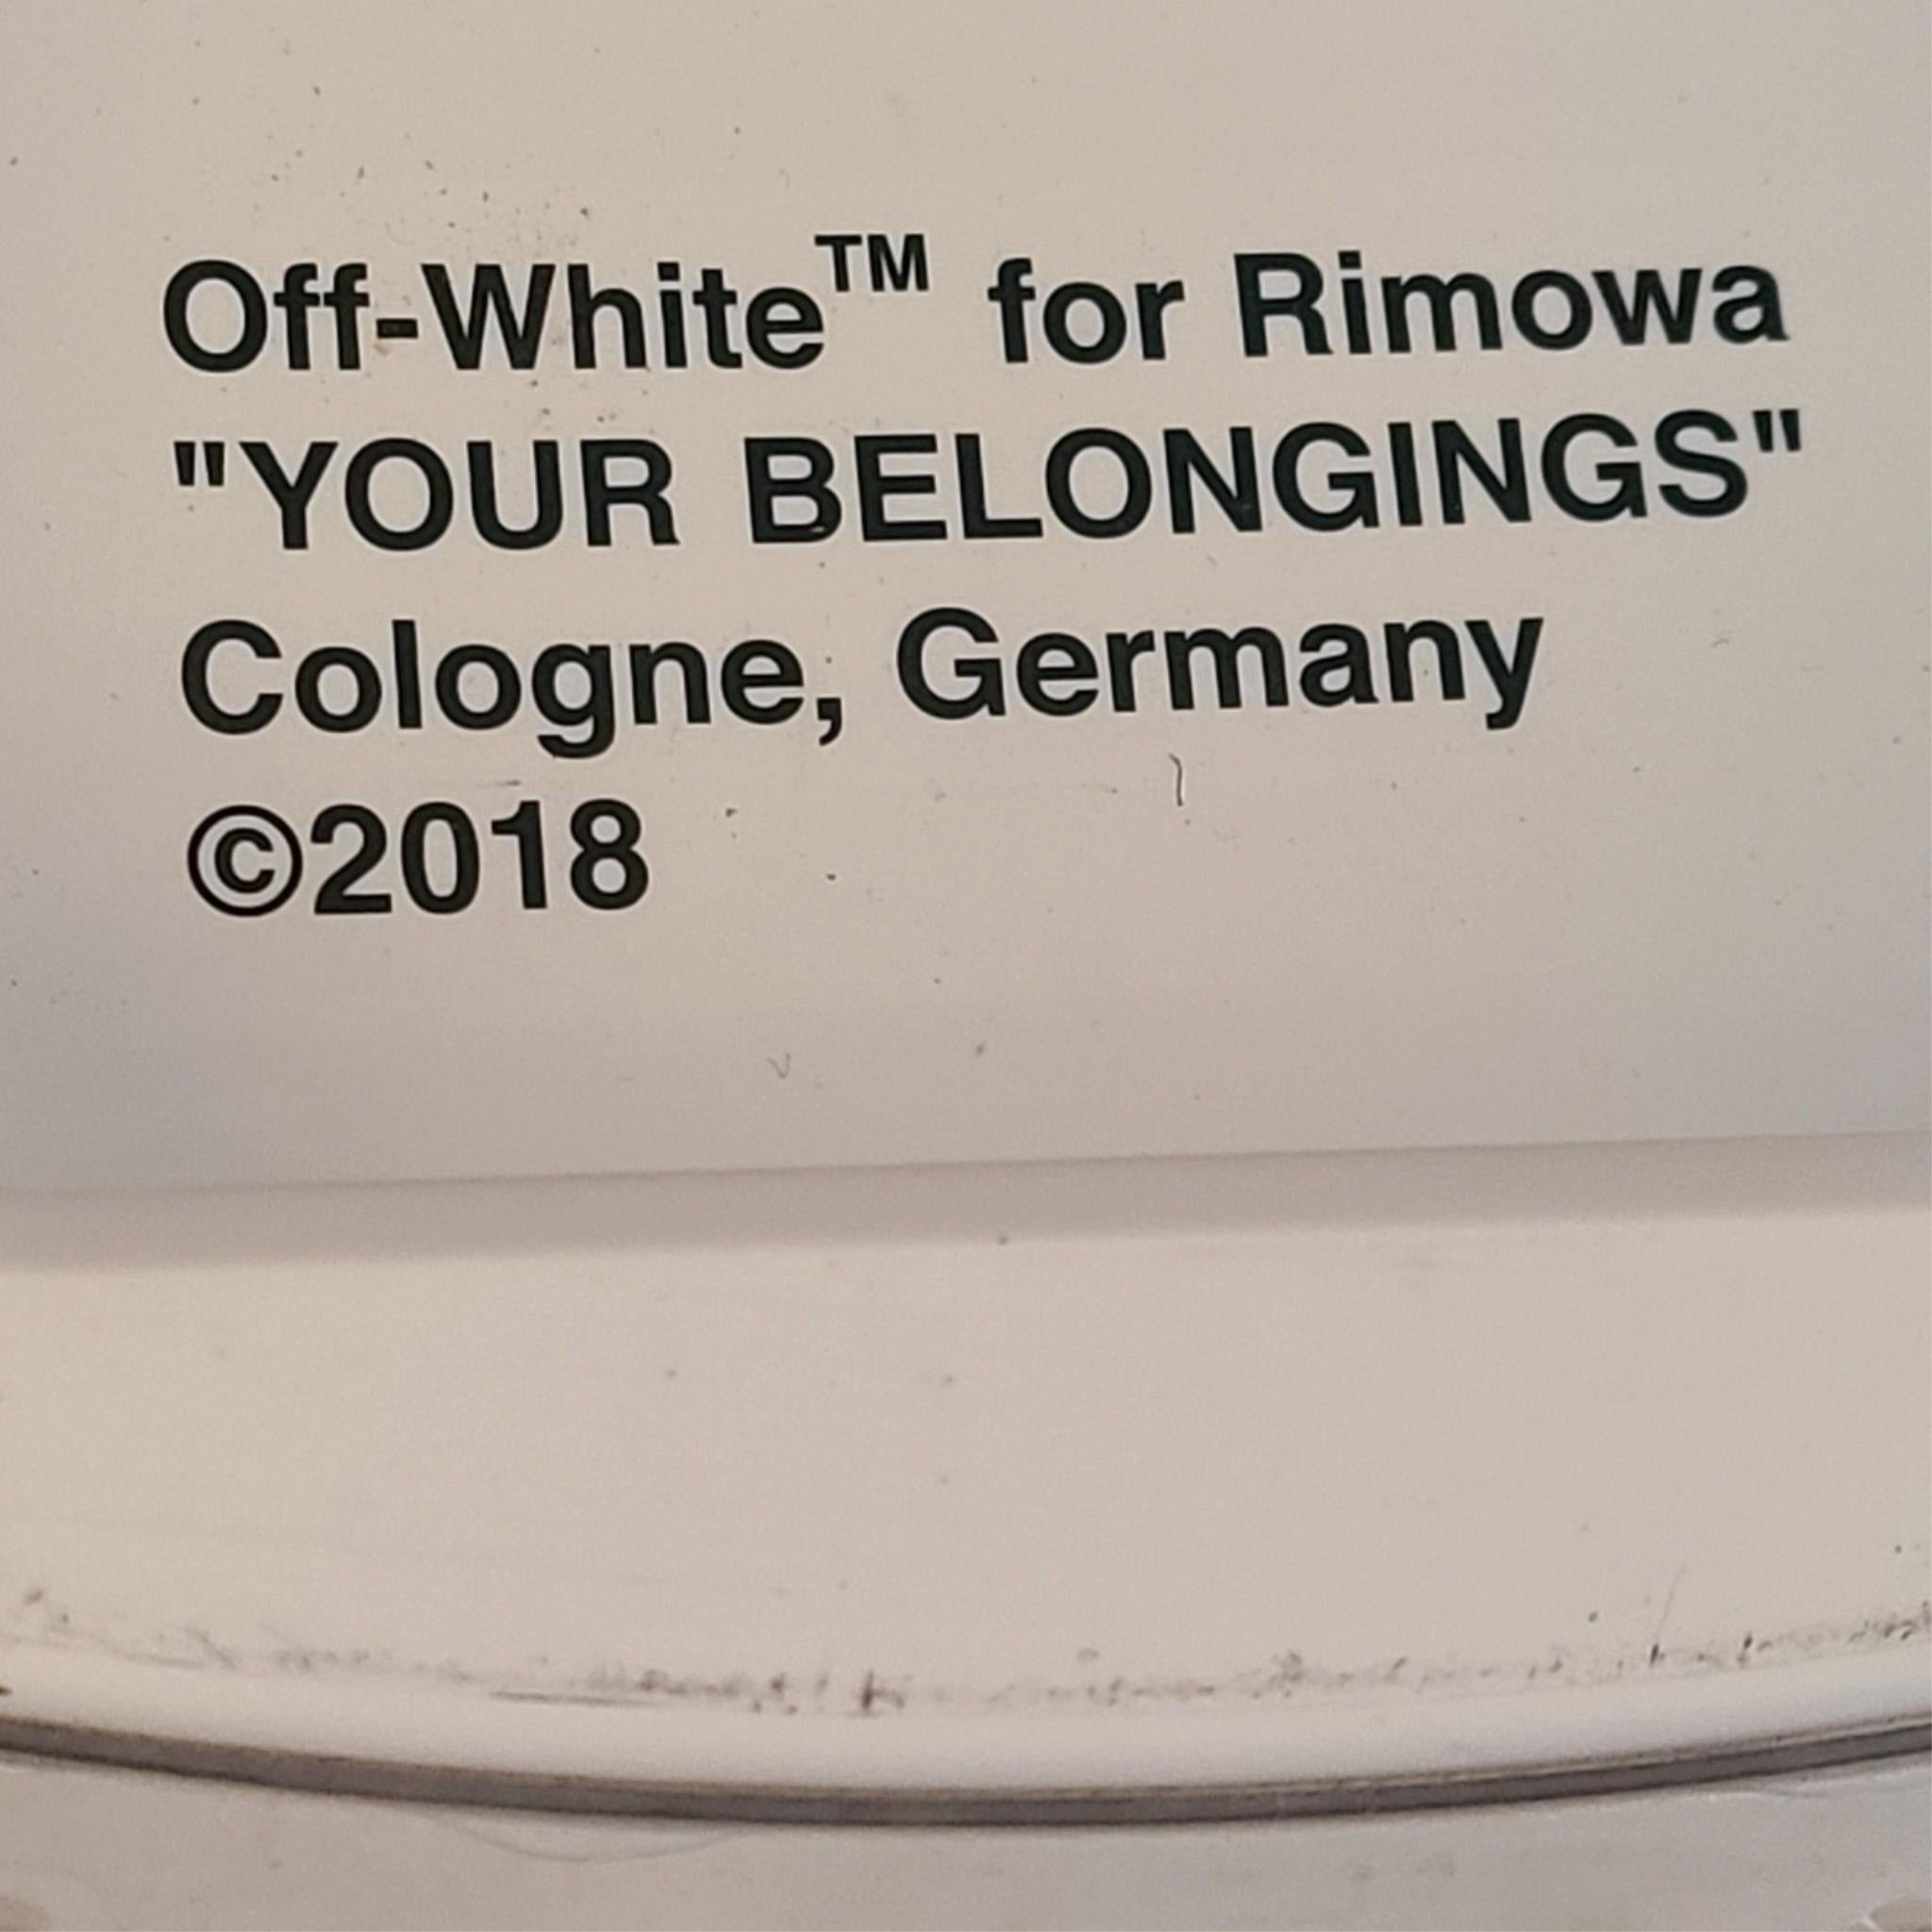 Off-White™ for Rimowa
"YOUR BELONGINGS"
Cologne, Germany
©2018